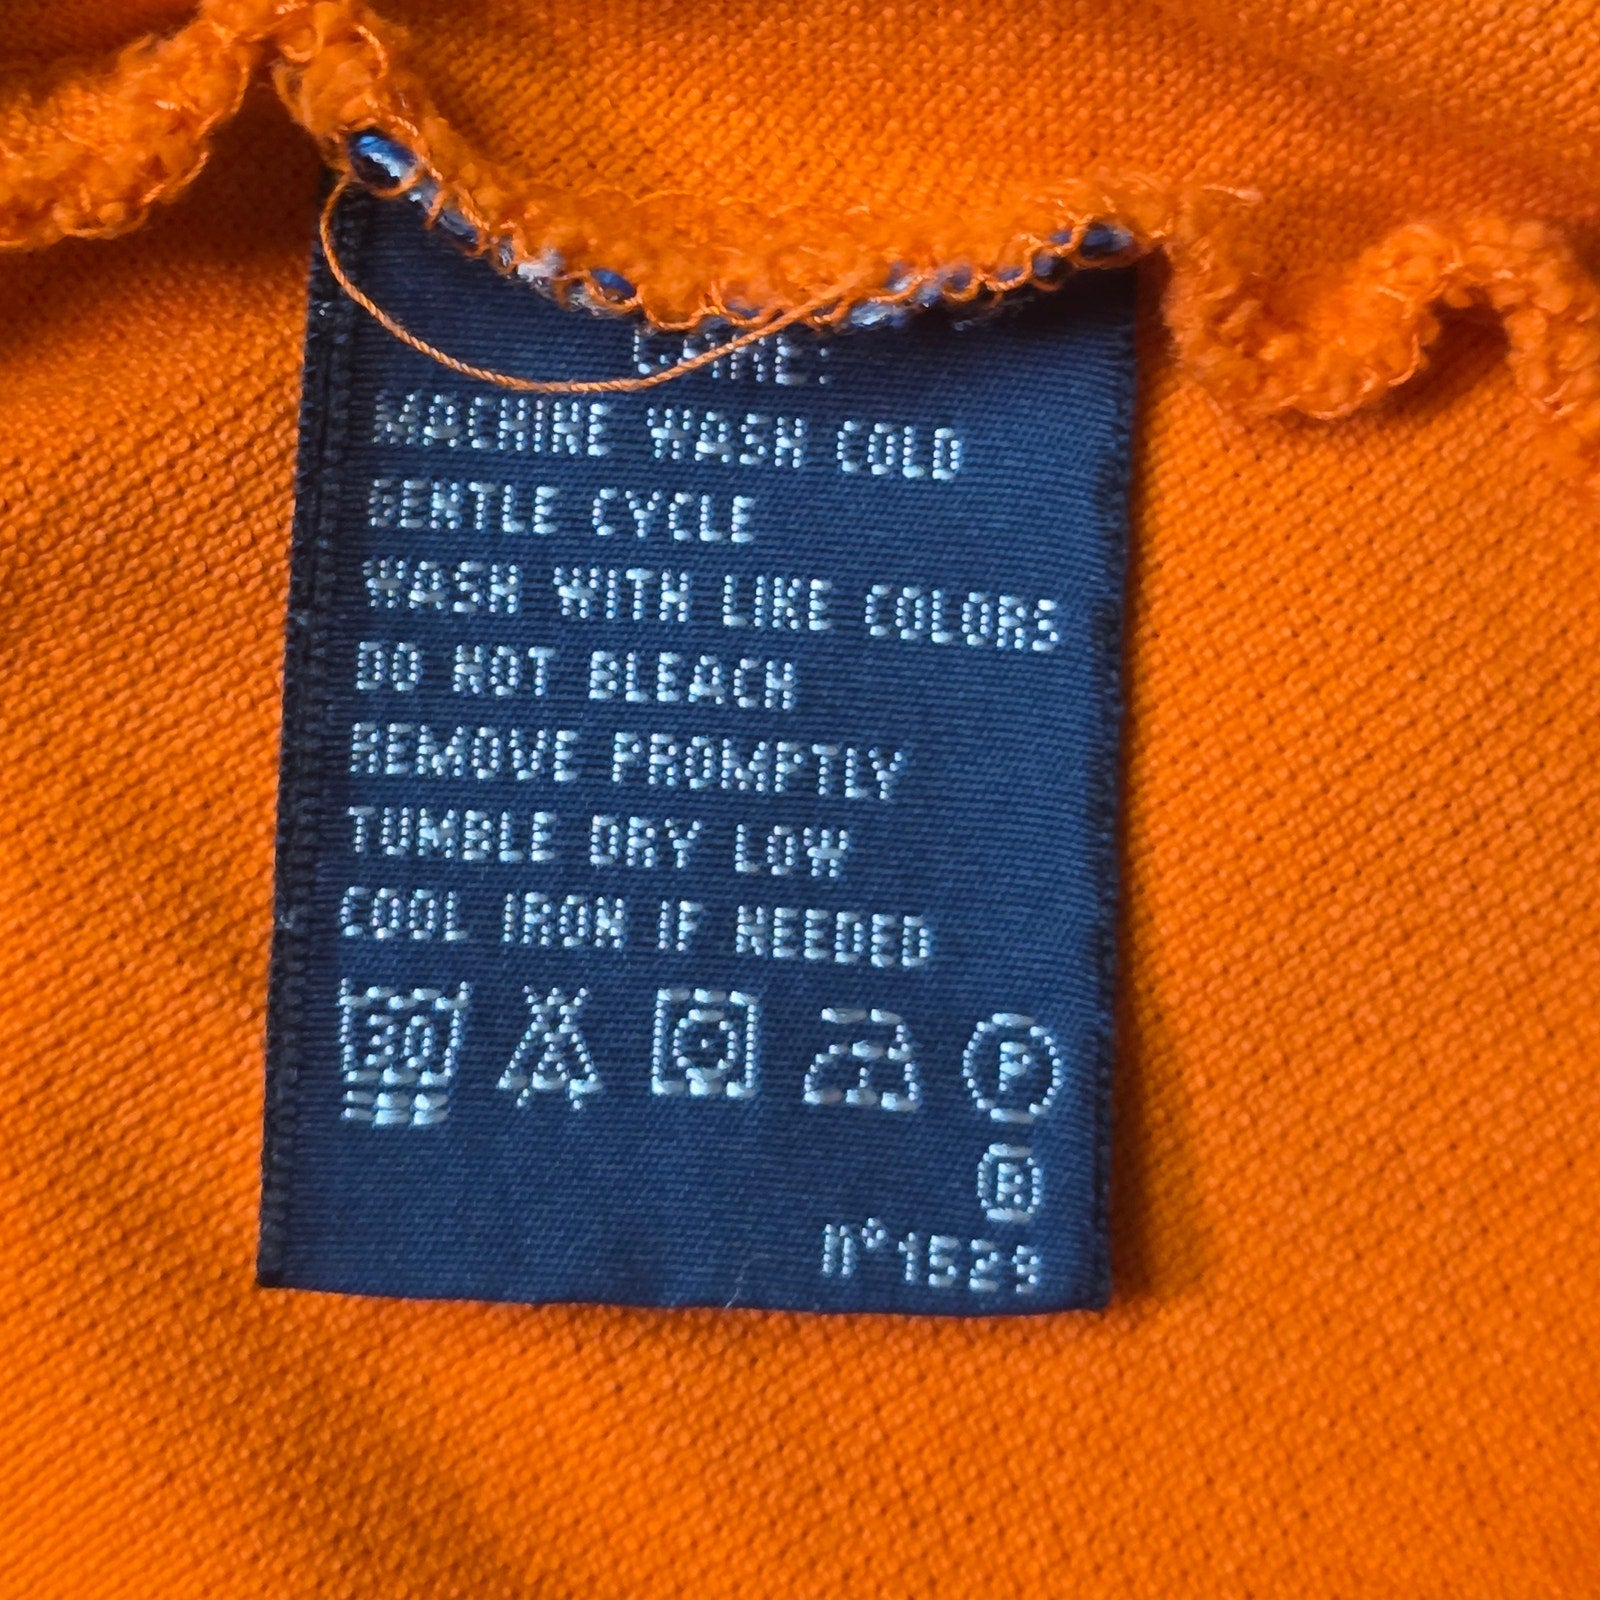 CARE:
MACHINE WASH COLD
GENTLE CYCLE
WASH WITH LIKE COLORS
DO NOT BLEACH
REMOVE PROMPTLY
TUMBLE DRY LOW
COOL IRON IF NEEDED
30 P
R
n°1529